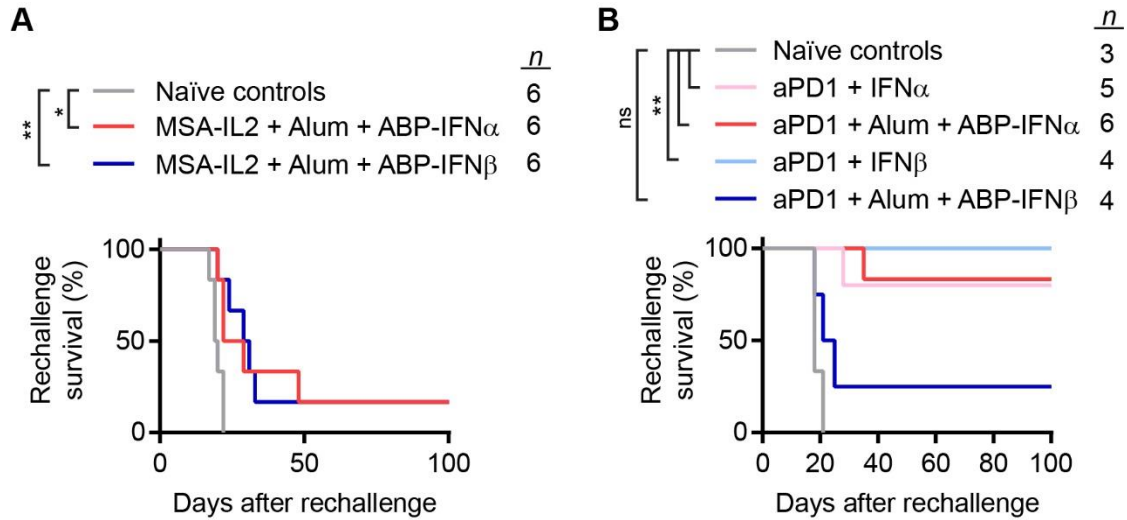 A
n
Naïve controls 6
* MSA-IL2 + Alum + ABP-IFNα 6
** MSA-IL2 + Alum + ABP-IFNβ 6
100
50
0
Rechallenge
survival (%)
0 50 100
Days after rechallenge
B
n
Naïve controls 3
aPD1 + IFNα 5
ns ** aPD1 + Alum + ABP-IFNα 6
aPD1 + IFNβ 4
aPD1 + Alum + ABP-IFNβ 4
100
50
0
Rechallenge
survival (%)
0 20 40 60 80 100
Days after rechallenge